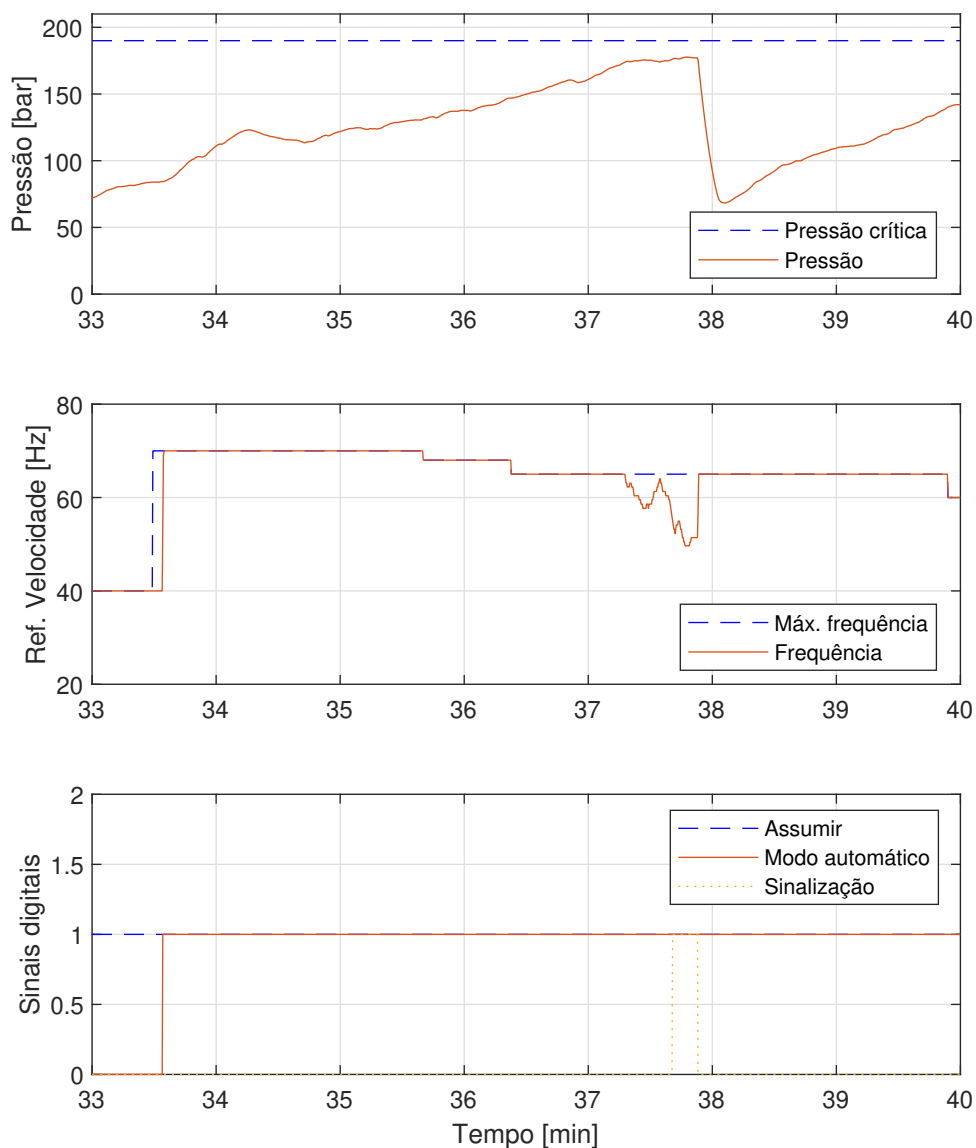 Pressão [bar]
200
150
100
50
0
Pressão crítica
Pressão
33 34 35 36 37 38 39 40
Ref. Velocidade [Hz]
80
60
40
20
Máx. frequência
Frequência
33 34 35 36 37 38 39 40
Sinais digitais
2
1.5
1
0.5
0
Assumir
Modo automático
Sinalização
33 34 35 36 37 38 39 40
Tempo [min]